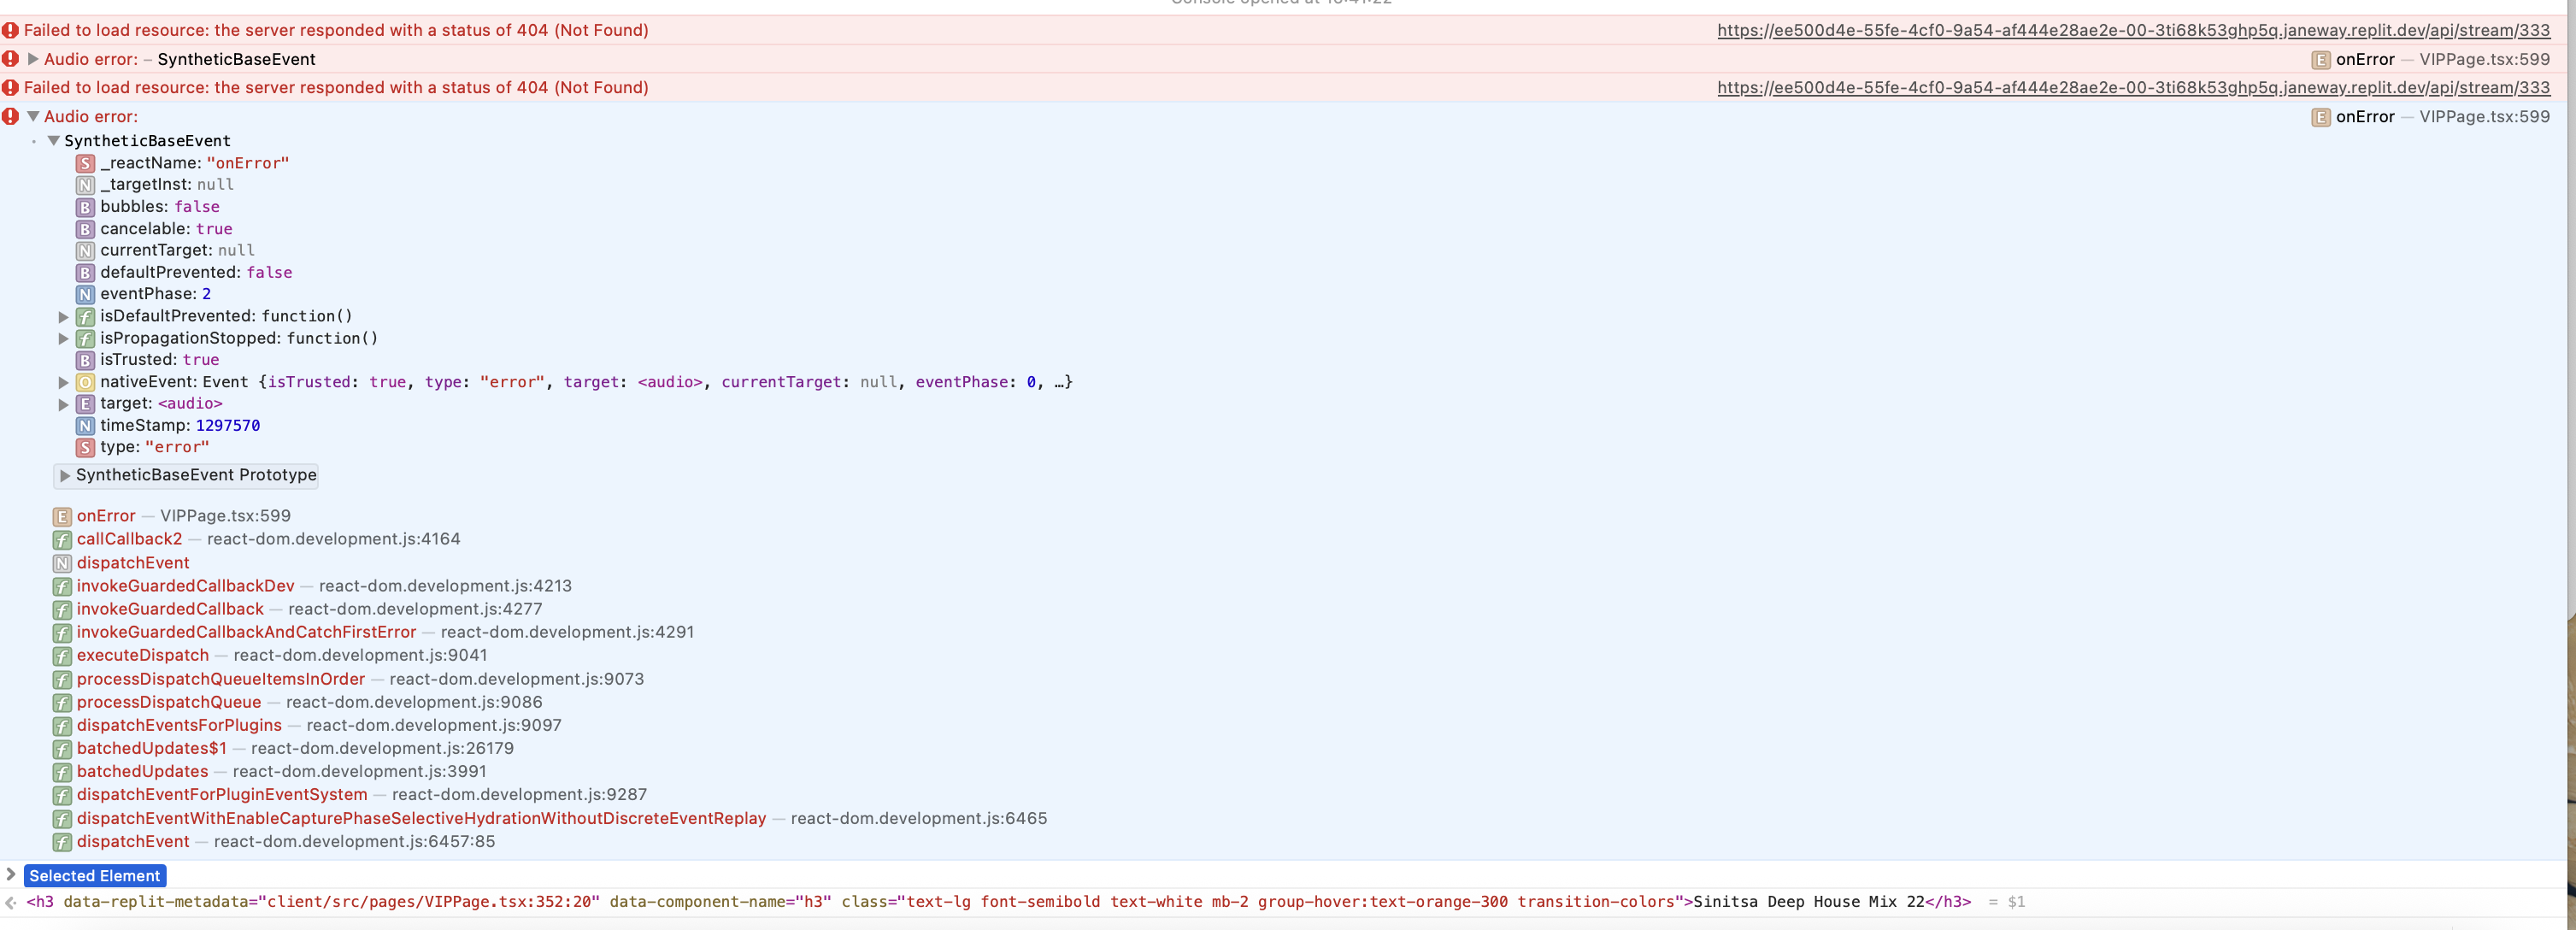 Console opened at 18:41:22
Failed to load resource: the server responded with a status of 404 (Not Found) https://ee500d4e-55fe-4cf0-9a54-af444e28ae2e-00-3ti68k53ghp5q.janeway.replit.dev/api/stream/333
Audio error: – SyntheticBaseEvent E onError — VIPPage.tsx:599
Failed to load resource: the server responded with a status of 404 (Not Found) https://ee500d4e-55fe-4cf0-9a54-af444e28ae2e-00-3ti68k53ghp5q.janeway.replit.dev/api/stream/333
Audio error: E onError — VIPPage.tsx:599
SyntheticBaseEvent
S _reactName: "onError"
N _targetInst: null
B bubbles: false
B cancelable: true
N currentTarget: null
B defaultPrevented: false
N eventPhase: 2
f isDefaultPrevented: function()
f isPropagationStopped: function()
B isTrusted: true
O nativeEvent: Event {isTrusted: true, type: "error", target: <audio>, currentTarget: null, eventPhase: 0, …}
E target: <audio>
N timeStamp: 1297570
S type: "error"
SyntheticBaseEvent Prototype
E onError — VIPPage.tsx:599
f callCallback2 — react-dom.development.js:4164
N dispatchEvent
f invokeGuardedCallbackDev — react-dom.development.js:4213
f invokeGuardedCallback — react-dom.development.js:4277
f invokeGuardedCallbackAndCatchFirstError — react-dom.development.js:4291
f executeDispatch — react-dom.development.js:9041
f processDispatchQueueItemsInOrder — react-dom.development.js:9073
f processDispatchQueue — react-dom.development.js:9086
f dispatchEventsForPlugins — react-dom.development.js:9097
f batchedUpdates$1 — react-dom.development.js:26179
f batchedUpdates — react-dom.development.js:3991
f dispatchEventForPluginEventSystem — react-dom.development.js:9287
f dispatchEventWithEnableCapturePhaseSelectiveHydrationWithoutDiscreteEventReplay — react-dom.development.js:6465
f dispatchEvent — react-dom.development.js:6457:85
Selected Element
<h3 data-replit-metadata="client/src/pages/VIPPage.tsx:352:20" data-component-name="h3" class="text-lg font-semibold text-white mb-2 group-hover:text-orange-300 transition-colors">Sinitsa Deep House Mix 22</h3> = $1